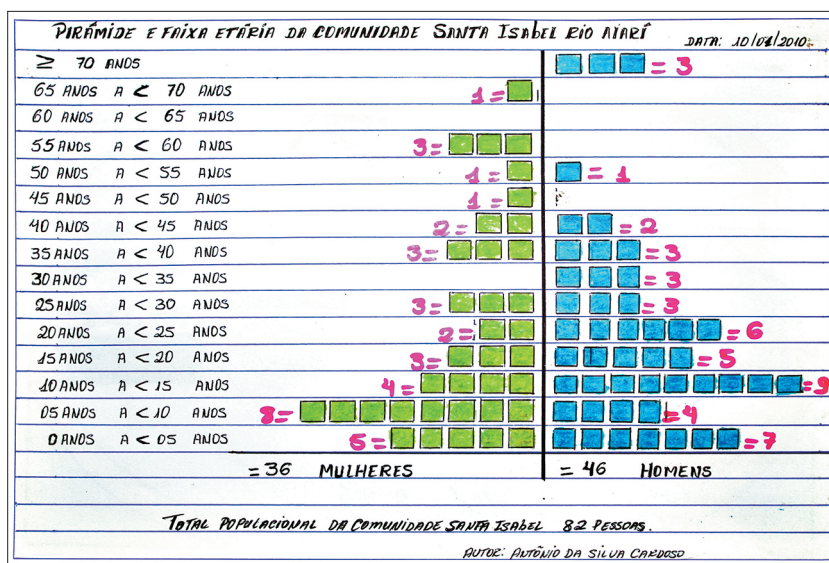 PIRÂMIDE E FAIXA ETÁRIA DA COMUNIDADE SANTA ISABEL RIO AIARÍ
DATA: 10/01/2010
≥ 70 ANOS = 3
65 ANOS A < 70 ANOS 1 =
60 ANOS A < 65 ANOS
55 ANOS A < 60 ANOS 3 =
50 ANOS A < 55 ANOS 1 = = 1
45 ANOS A < 50 ANOS 1 =
40 ANOS A < 45 ANOS 2 = = 2
35 ANOS A < 40 ANOS 3 = = 3
30 ANOS A < 35 ANOS = 3
25 ANOS A < 30 ANOS 3 = = 3
20 ANOS A < 25 ANOS 2 = = 6
15 ANOS A < 20 ANOS 3 = = 5
10 ANOS A < 15 ANOS 4 = = 9
05 ANOS A < 10 ANOS 8 = = 4
0 ANOS A < 05 ANOS 5 = = 7
= 36 MULHERES = 46 HOMENS
TOTAL POPULACIONAL DA COMUNIDADE SANTA ISABEL 82 PESSOAS.
AUTOR: ANTÔNIO DA SILVA CARDOSO